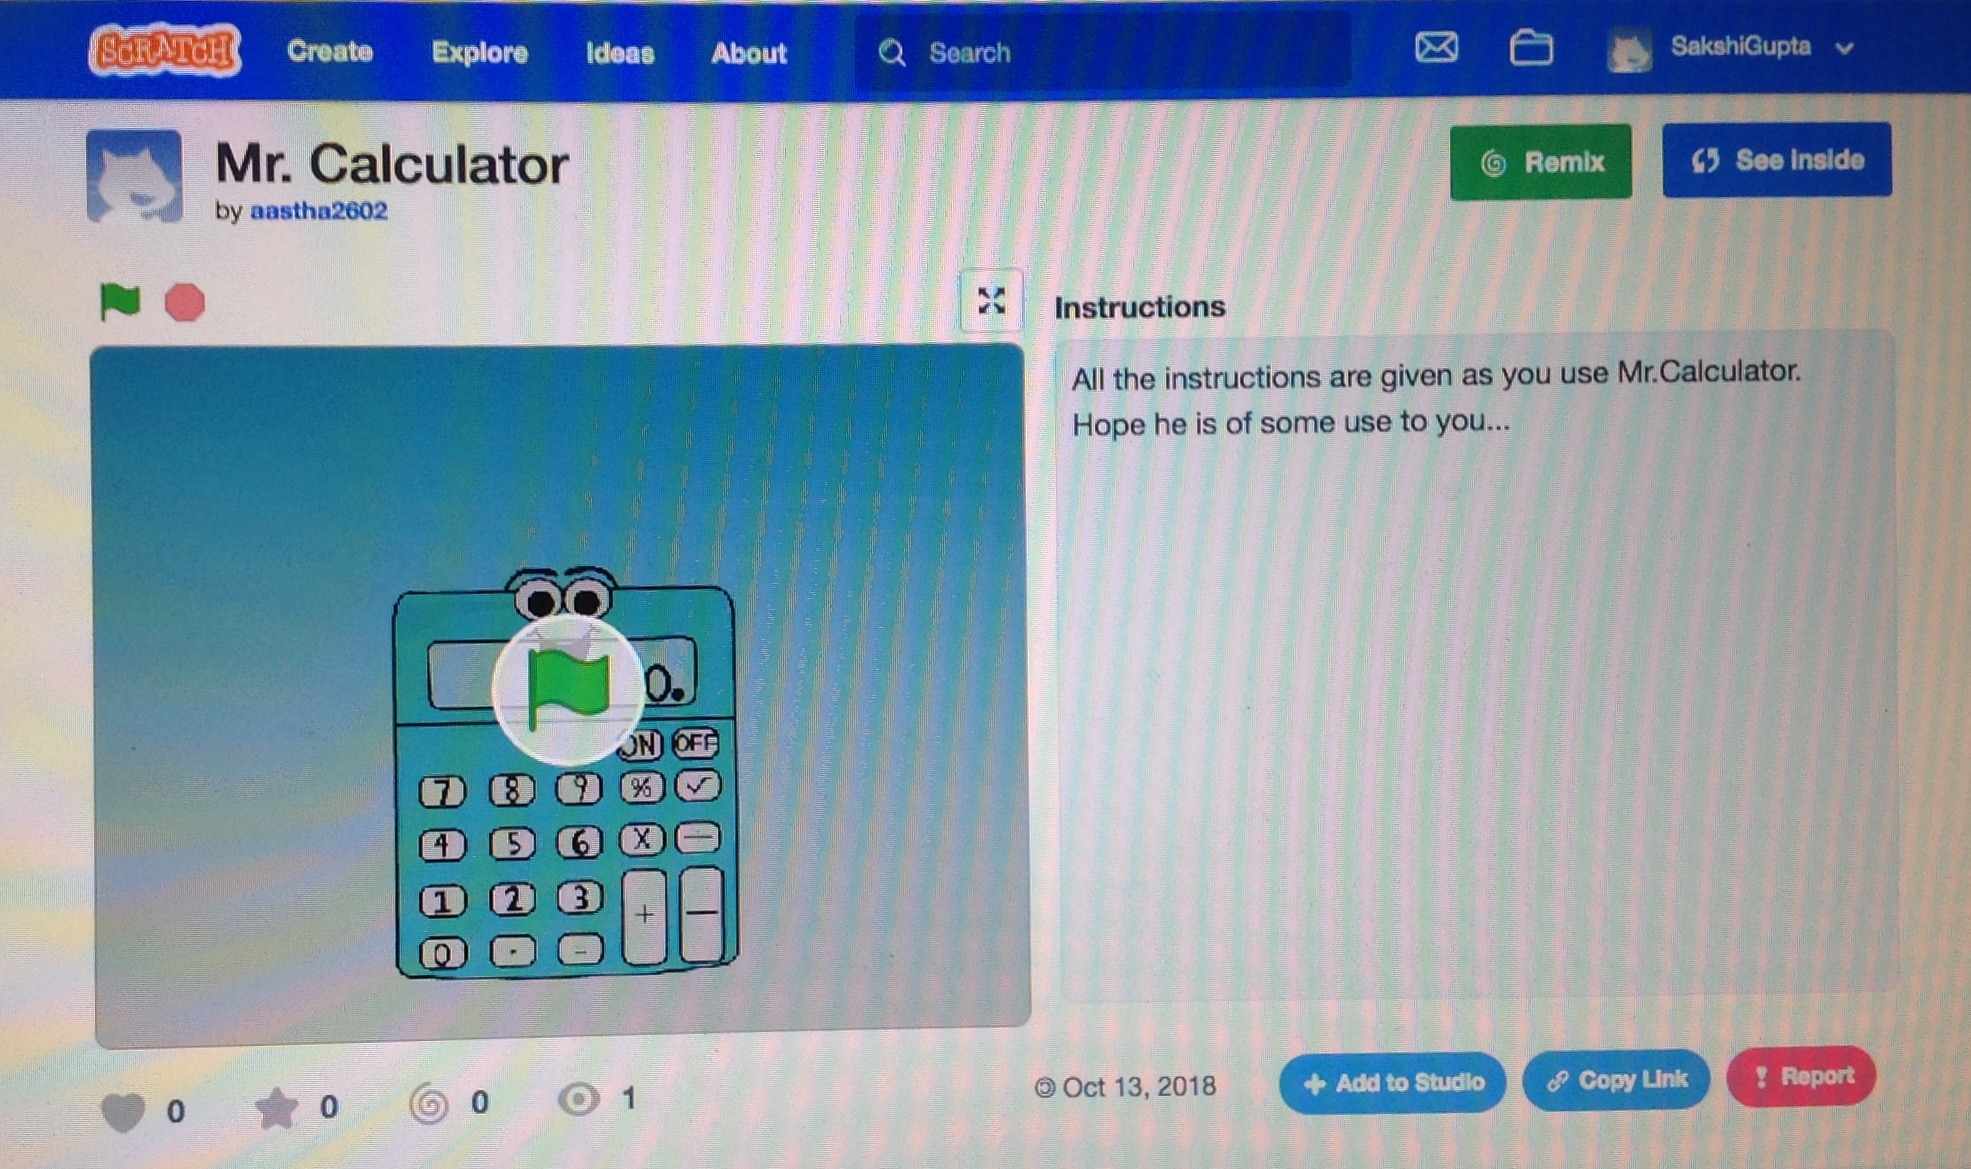 SCRATCH Create Explore Ideas About Search SakshiGupta
Mr. Calculator
by aastha2602
Remix See inside
Instructions
All the instructions are given as you use Mr.Calculator.
Hope he is of some use to you...
0.
ON OFF
7 8 9 % ✓
4 5 6 X —
1 2 3 + —
0 . -
0 0 0 1
© Oct 13, 2018 Add to Studio Copy Link Report